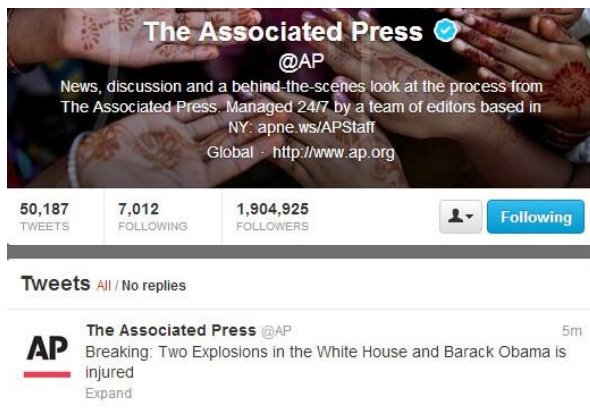 The Associated Press
@AP
News, discussion and a behind-the-scenes look at the process from
The Associated Press. Managed 24/7 by a team of editors based in
NY: apne.ws/APStaff
Global · http://www.ap.org
50,187 7,012 1,904,925
TWEETS FOLLOWING FOLLOWERS
Following
Tweets All / No replies
AP
The Associated Press @AP 5m
Breaking: Two Explosions in the White House and Barack Obama is
injured
Expand